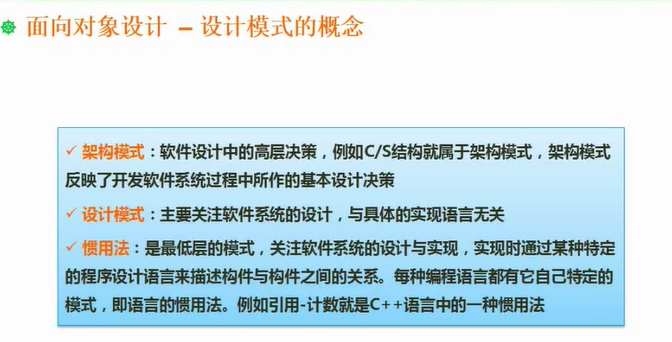 面向对象设计 – 设计模式的概念
✓ 架构模式：软件设计中的高层决策，例如C/S结构就属于架构模式，架构模式
反映了开发软件系统过程中所作的基本设计决策
✓ 设计模式：主要关注软件系统的设计，与具体的实现语言无关
✓ 惯用法：是最低层的模式，关注软件系统的设计与实现，实现时通过某种特定
的程序设计语言来描述构件与构件之间的关系。每种编程语言都有它自己特定的
模式，即语言的惯用法。例如引用-计数就是C++语言中的一种惯用法